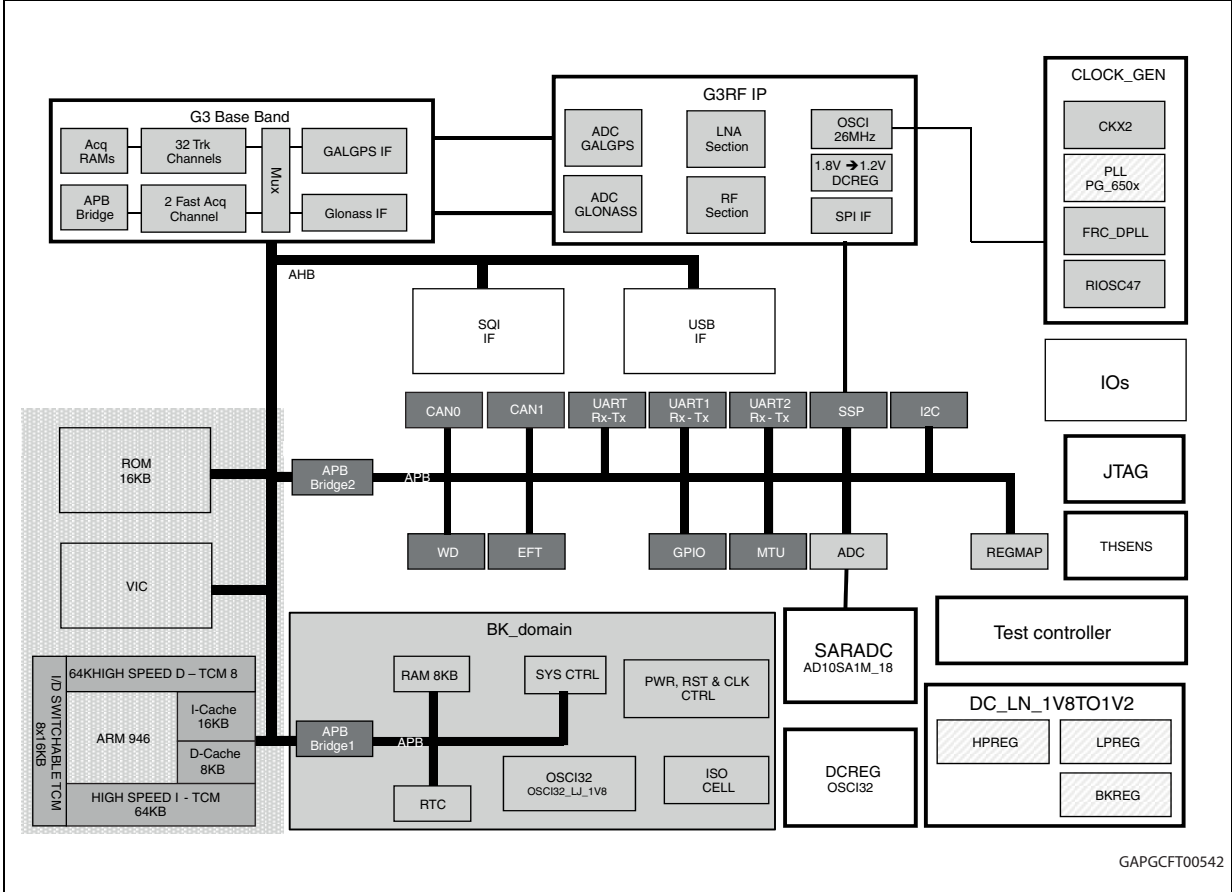 G3 Base Band
Acq
RAMs
32 Trk
Channels
Mux
GALGPS IF
APB
Bridge
2 Fast Acq
Channel
Glonass IF
G3RF IP
ADC
GALGPS
LNA
Section
OSCI
26MHz
1.8V ➔1.2V
DCREG
ADC
GLONASS
RF
Section
SPI IF
CLOCK_GEN
CKX2
PLL
PG_650x
FRC_DPLL
RIOSC47
AHB
SQI
IF
USB
IF
IOs
CAN0
CAN1
UART
Rx-Tx
UART1
Rx - Tx
UART2
Rx - Tx
SSP
I2C
ROM
16KB
APB
Bridge2
APB
JTAG
WD
EFT
GPIO
MTU
ADC
REGMAP
THSENS
VIC
BK_domain
RAM 8KB
SYS CTRL
PWR, RST & CLK
CTRL
SARADC
AD10SA1M_18
Test controller
64KHIGH SPEED D – TCM 8
I/D SWITCHABLE TCM
8x16KB
ARM 946
I-Cache
16KB
D-Cache
8KB
HIGH SPEED I - TCM
64KB
APB
Bridge1
APB
RTC
OSCI32
OSCI32_LJ_1V8
ISO
CELL
DCREG
OSCI32
DC_LN_1V8TO1V2
HPREG
LPREG
BKREG
GAPGCFT00542